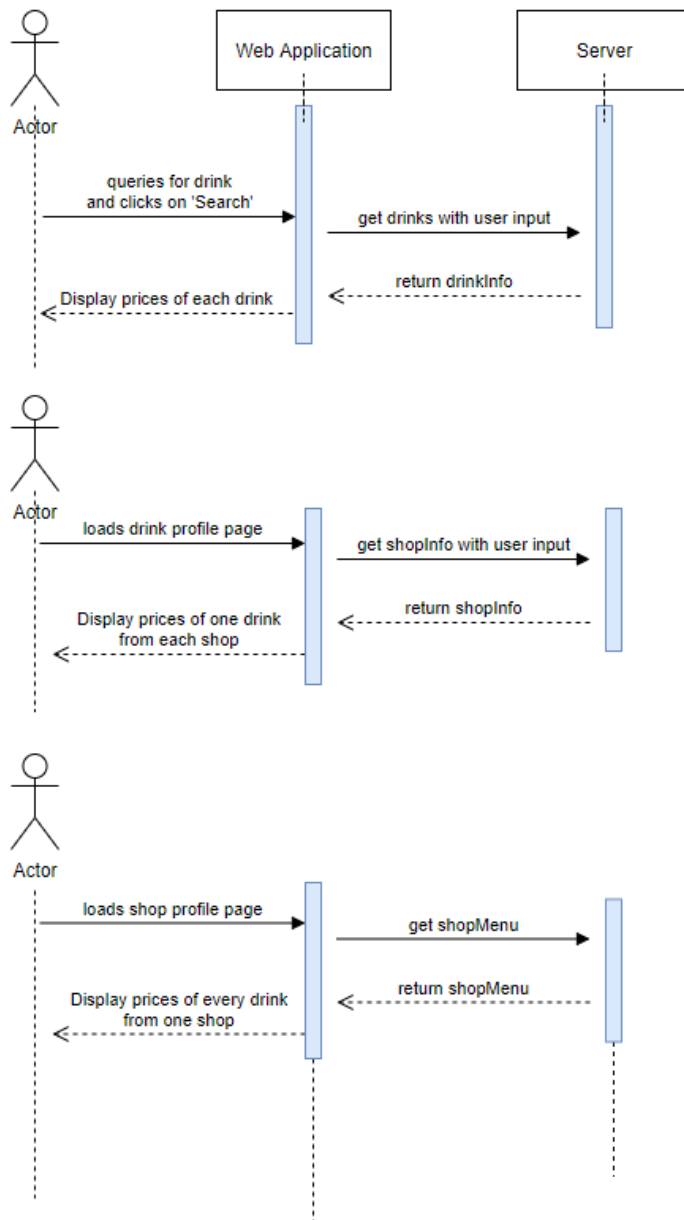 Web Application
Server
Actor
queries for drink
and clicks on 'Search'
get drinks with user input
return drinkInfo
Display prices of each drink
Actor
loads drink profile page
get shopInfo with user input
return shopInfo
Display prices of one drink
from each shop
Actor
loads shop profile page
get shopMenu
return shopMenu
Display prices of every drink
from one shop